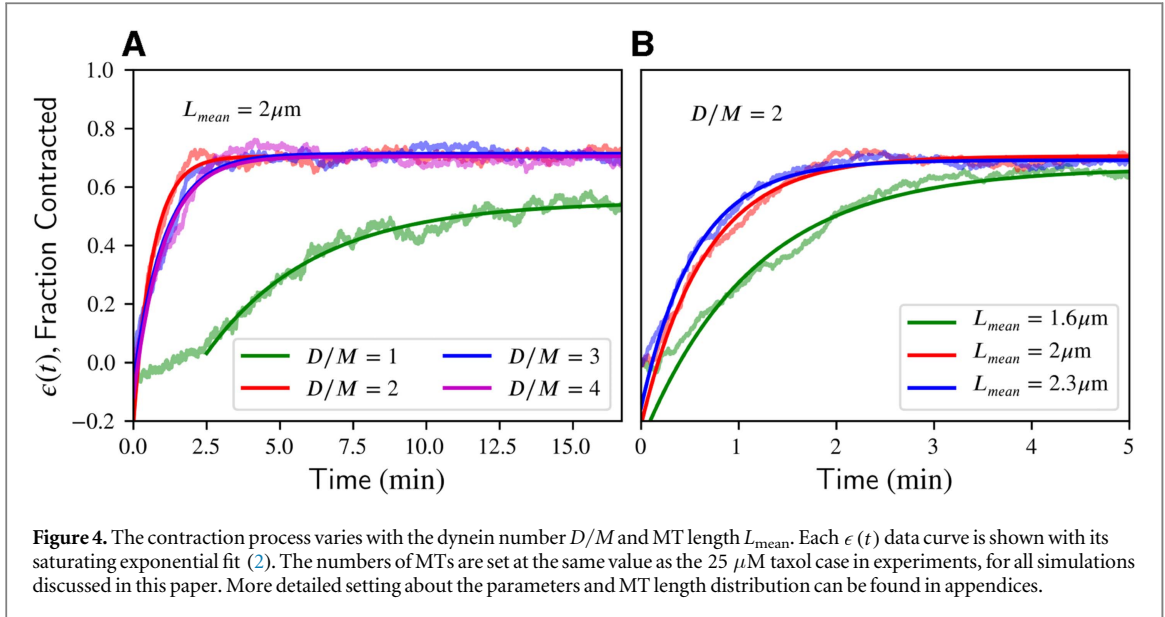 A
B
1.0
0.8
0.6
0.4
0.2
0.0
−0.2
ϵ(t), Fraction Contracted
L_mean = 2μm
D/M = 1
D/M = 2
D/M = 3
D/M = 4
0.0 2.5 5.0 7.5 10.0 12.5 15.0
Time (min)
D/M = 2
L_mean = 1.6μm
L_mean = 2μm
L_mean = 2.3μm
0 1 2 3 4 5
Time (min)
Figure 4. The contraction process varies with the dynein number D/M and MT length L_mean. Each ϵ (t) data curve is shown with its
saturating exponential fit (2). The numbers of MTs are set at the same value as the 25 μM taxol case in experiments, for all simulations
discussed in this paper. More detailed setting about the parameters and MT length distribution can be found in appendices.